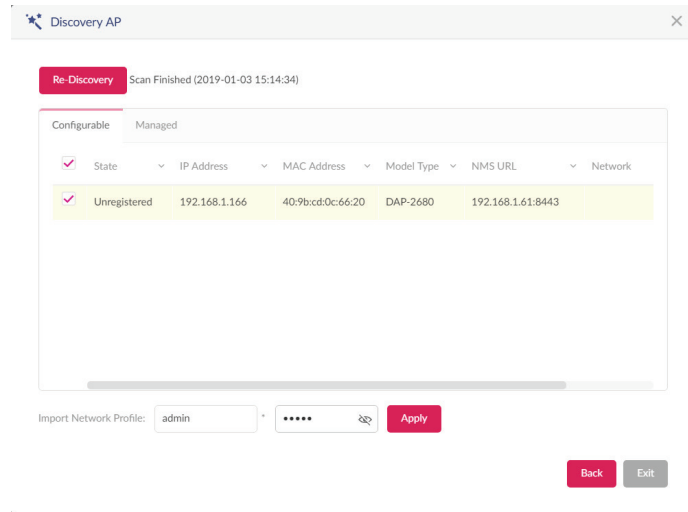 Discovery AP
Re-Discovery Scan Finished (2019-01-03 15:14:34)
Configurable Managed
State IP Address MAC Address Model Type NMS URL Network
Unregistered 192.168.1.166 40:9b:cd:0c:66:20 DAP-2680 192.168.1.61:8443
Import Network Profile: admin * ••••• Apply
Back Exit